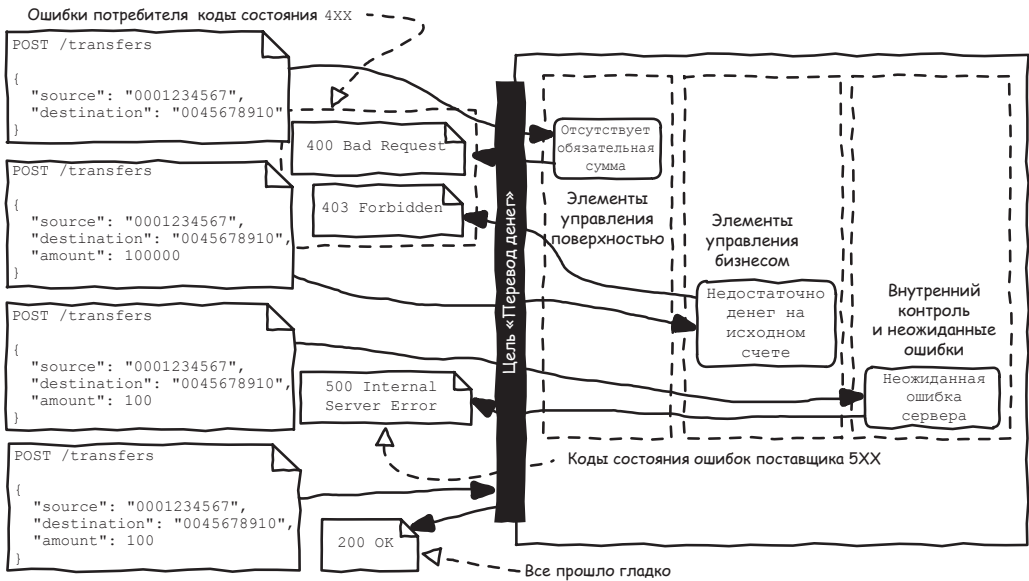 Ошибки потребителя коды состояния 4XX
POST /transfers
{
"source": "0001234567",
"destination": "0045678910"
}
400 Bad Request
403 Forbidden
POST /transfers
{
"source": "0001234567",
"destination": "0045678910",
"amount": 100000
}
POST /transfers
{
"source": "0001234567",
"destination": "0045678910",
"amount": 100
}
500 Internal
Server Error
POST /transfers
{
"source": "0001234567",
"destination": "0045678910",
"amount": 100
}
200 OK
Цель «Перевод денег»
Отсутствует
обязательная
сумма
Элементы
управления
поверхностью
Элементы
управления
бизнесом
Недостаточно
денег на
исходном
счете
Внутренний
контроль
и неожиданные
ошибки
Неожиданная
ошибка
сервера
Коды состояния ошибок поставщика 5XX
Все прошло гладко